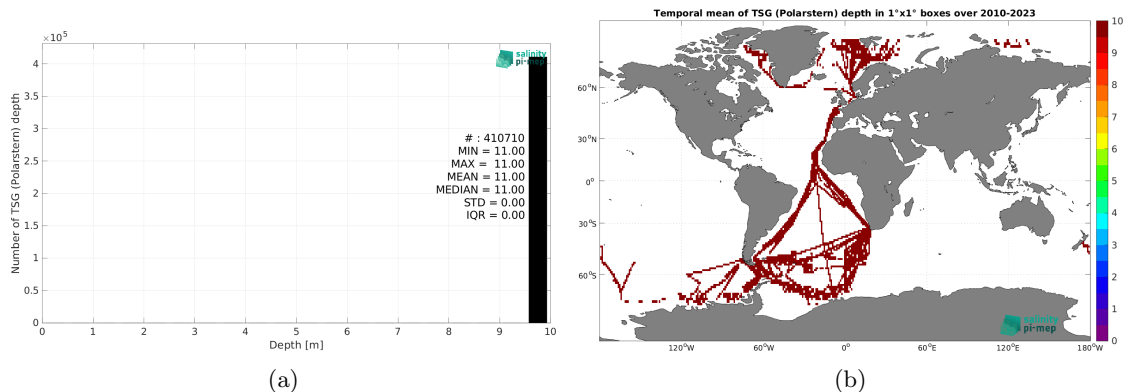 ×10^5
4
3.5
3
2.5
2
1.5
1
0.5
0
Number of TSG (Polarstern) depth
salinity
pi-mep
# : 410710
MIN = 11.00
MAX = 11.00
MEAN = 11.00
MEDIAN = 11.00
STD = 0.00
IQR = 0.00
0 1 2 3 4 5 6 7 8 9 10
Depth [m]
(a)
Temporal mean of TSG (Polarstern) depth in 1°x1° boxes over 2010-2023
60°N
30°N
0°
30°S
60°S
120°W 60°W 0° 60°E 120°E 180°W
salinity
pi-mep
10
9
8
7
6
5
4
3
2
1
0
(b)